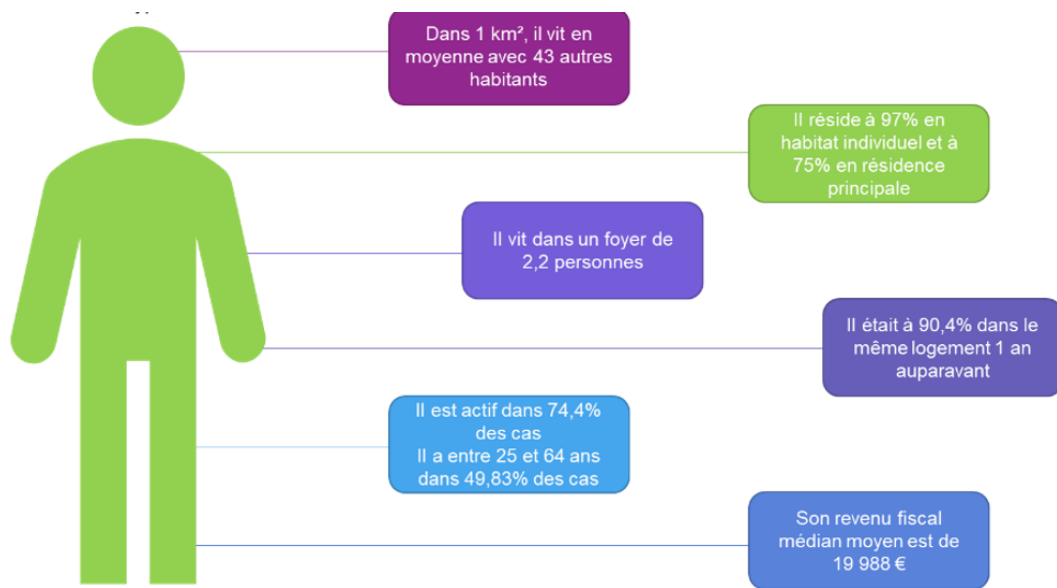 Dans 1 km², il vit en
moyenne avec 43 autres
habitants
Il réside à 97% en
habitat individuel et à
75% en résidence
principale
Il vit dans un foyer de
2,2 personnes
Il était à 90,4% dans le
même logement 1 an
auparavant
Il est actif dans 74,4%
des cas
Il a entre 25 et 64 ans
dans 49,83% des cas
Son revenu fiscal
médian moyen est de
19 988 €